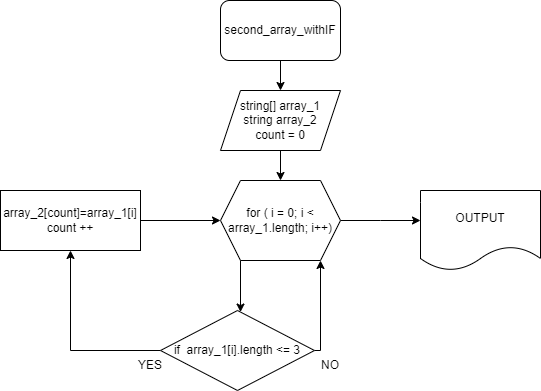 second_array_withIF
string[] array_1
string array_2
count = 0
array_2[count]=array_1[i]
count ++
for ( i = 0; i <
array_1.length; i++)
OUTPUT
if  array_1[i].length <= 3
YES
NO